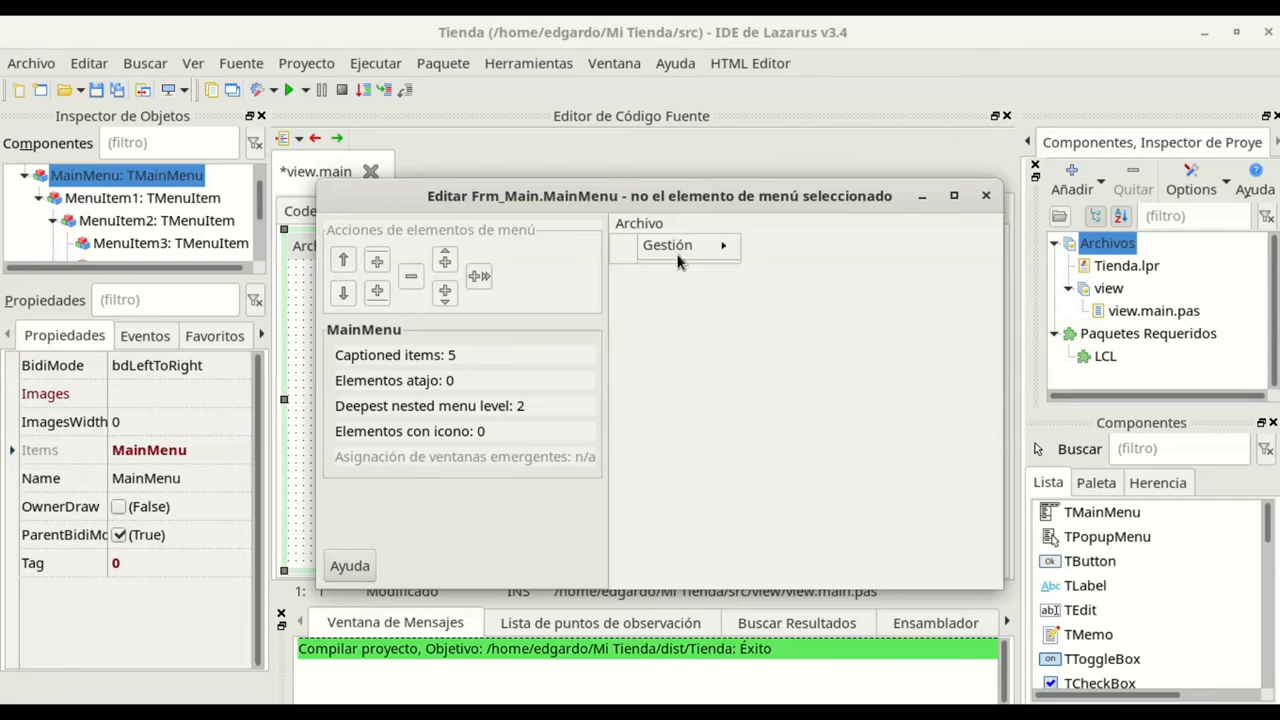 Tienda (/home/edgardo/Mi Tienda/src) - IDE de Lazarus v3.4
Archivo Editar Buscar Ver Fuente Proyecto Ejecutar Paquete Herramientas Ventana Ayuda HTML Editor
Inspector de Objetos
Componentes (filtro)
MainMenu: TMainMenu
MenuItem1: TMenuItem
MenuItem2: TMenuItem
MenuItem3: TMenuItem
Propiedades (filtro)
Propiedades Eventos Favoritos
BidiMode bdLeftToRight
Images
ImagesWidth 0
Items MainMenu
Name MainMenu
OwnerDraw (False)
ParentBidiMo (True)
Tag 0
Editor de Código Fuente
*view.main
Code
Arc
Editar Frm_Main.MainMenu - no el elemento de menú seleccionado
Acciones de elementos de menú
MainMenu
Captioned items: 5
Elementos atajo: 0
Deepest nested menu level: 2
Elementos con icono: 0
Asignación de ventanas emergentes: n/a
Ayuda
Archivo
Gestión
1: 1 Modificado INS /home/edgardo/Mi Tienda/src/view/view.main.pas
Ventana de Mensajes Lista de puntos de observación Buscar Resultados Ensamblador
Compilar proyecto, Objetivo: /home/edgardo/Mi Tienda/dist/Tienda: Éxito
Componentes, Inspector de Proye
Añadir Quitar Options Ayuda
(filtro)
Archivos
Tienda.lpr
view
view.main.pas
Paquetes Requeridos
LCL
Componentes
Buscar (filtro)
Lista Paleta Herencia
TMainMenu
TPopupMenu
Ok TButton
Abc TLabel
abI TEdit
TMemo
on TToggleBox
TCheckBox